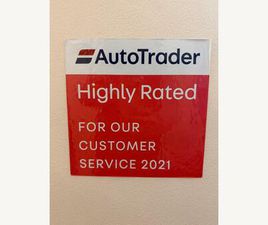 AutoTrader
Highly Rated
FOR OUR
CUSTOMER
SERVICE 2021